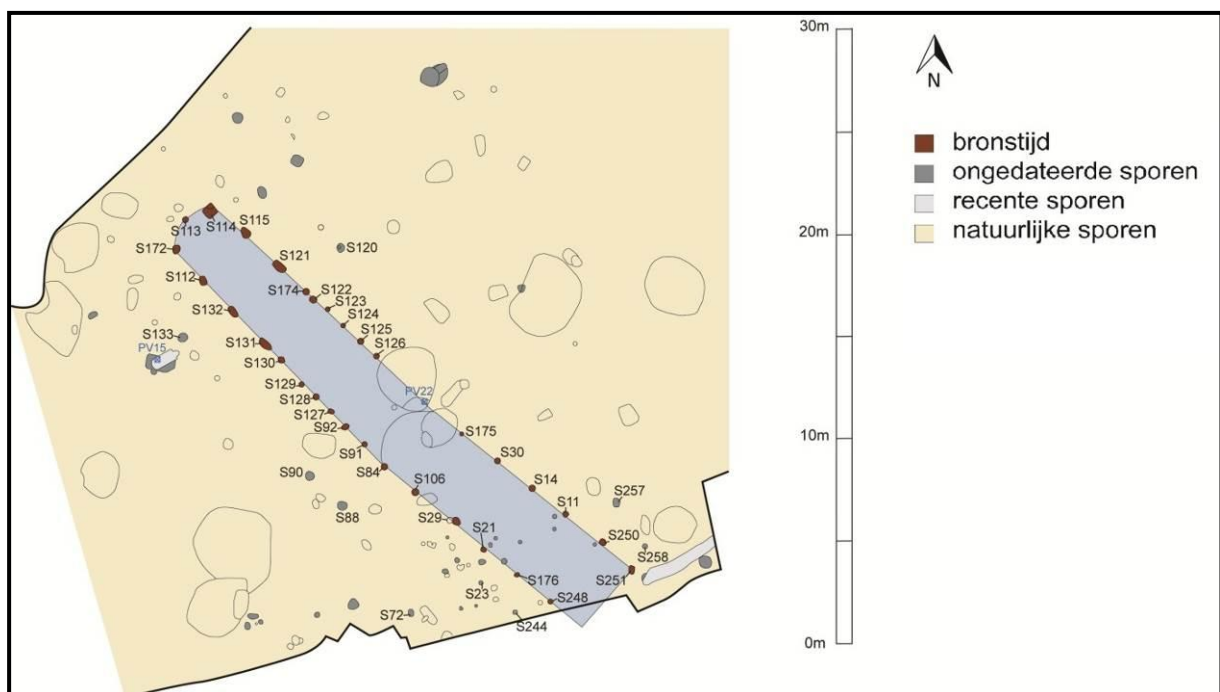 30m
20m
10m
0m
N
bronstijd
ongedateerde sporen
recente sporen
natuurlijke sporen
S113
S114
S115
S172
S121
S120
S112
S174
S122
S123
S132
S124
S133
S125
PV15
S131
S126
S130
S129
PV22
S128
S127
S92
S175
S91
S30
S84
S90
S14
S106
S257
S88
S11
S29
S21
S250
S258
S176
S251
S23
S248
S72
S244